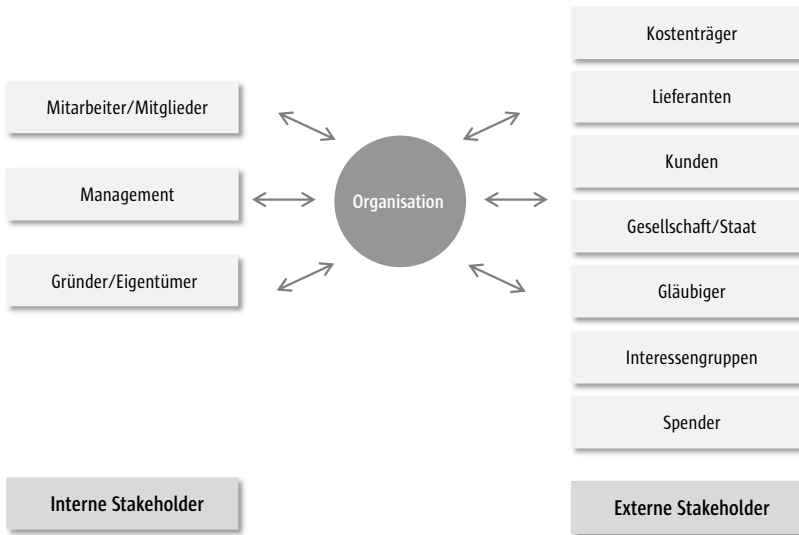 Mitarbeiter/Mitglieder
Management
Gründer/Eigentümer
Interne Stakeholder
Organisation
Kostenträger
Lieferanten
Kunden
Gesellschaft/Staat
Gläubiger
Interessengruppen
Spender
Externe Stakeholder